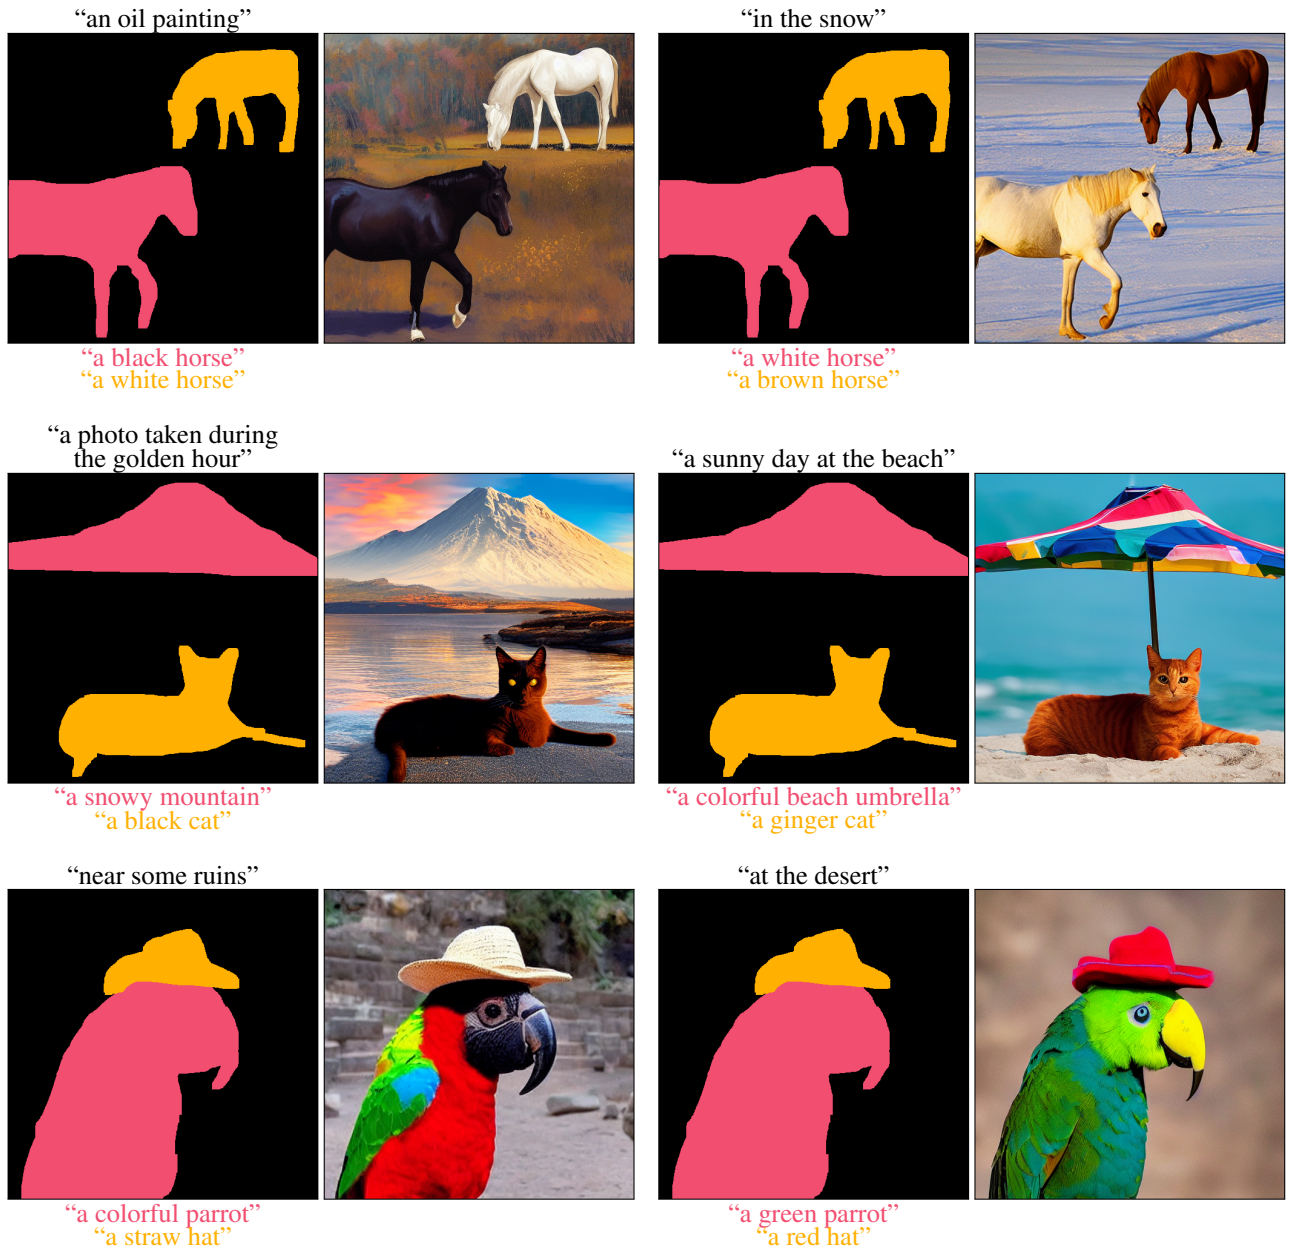 “an oil painting”
“in the snow”
“a black horse”
“a white horse”
“a white horse”
“a brown horse”
“a photo taken during
the golden hour”
“a sunny day at the beach”
“a snowy mountain”
“a black cat”
“a colorful beach umbrella”
“a ginger cat”
“near some ruins”
“at the desert”
“a colorful parrot”
“a straw hat”
“a green parrot”
“a red hat”